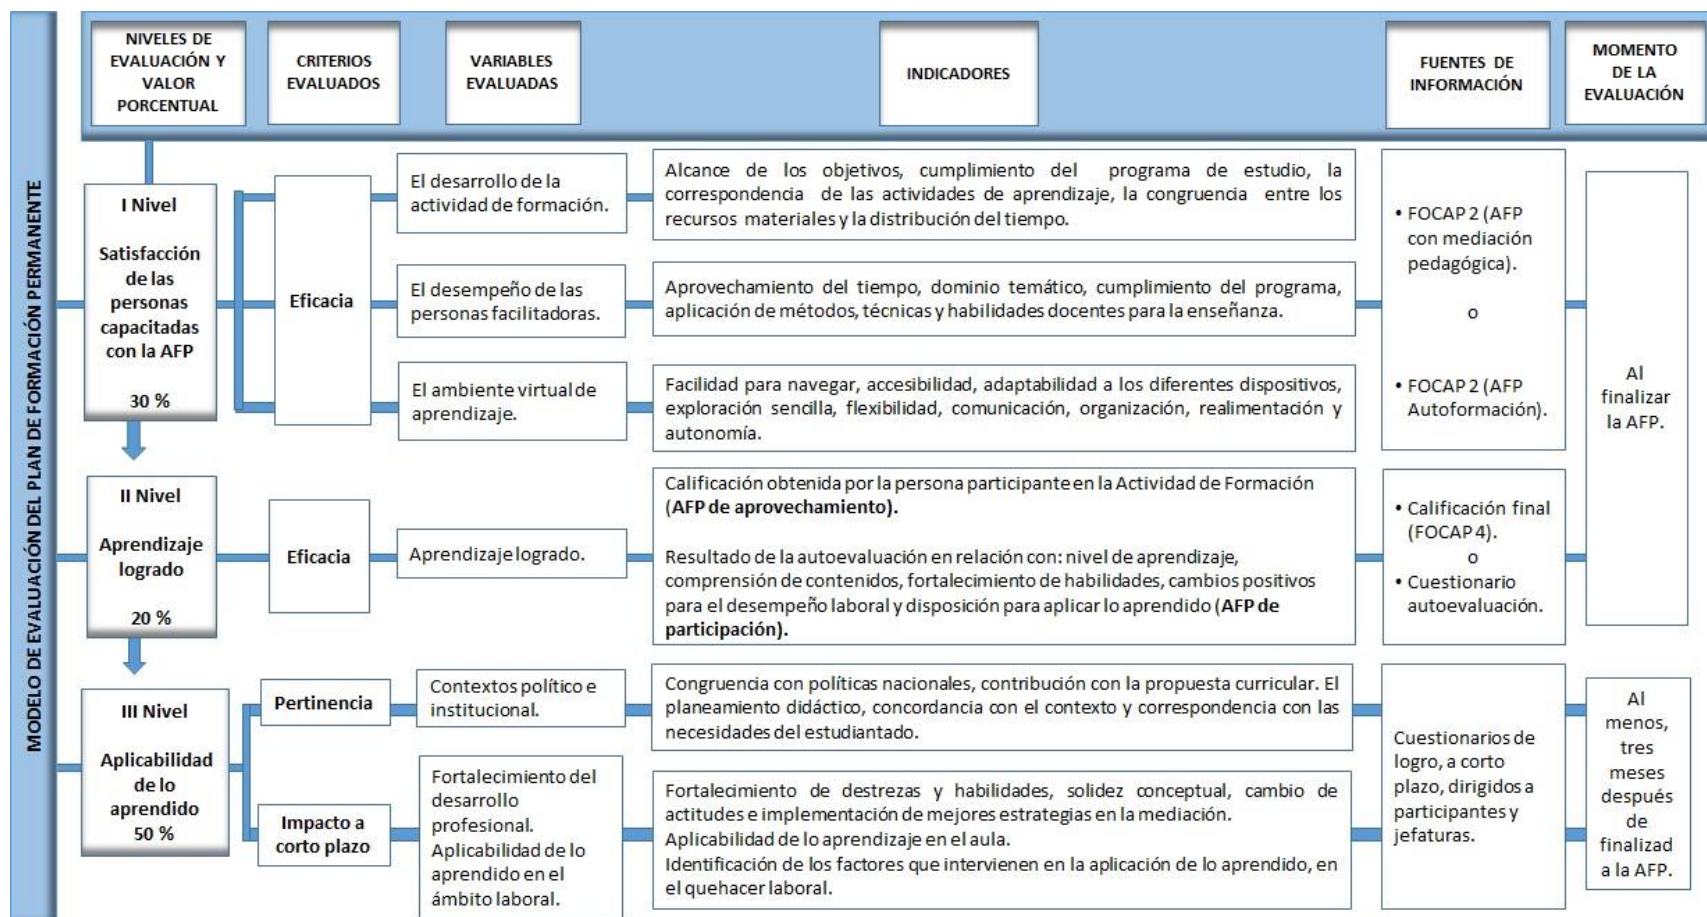 MODELO DE EVALUACIÓN DEL PLAN DE FORMACIÓN PERMANENTE
NIVELES DE
EVALUACIÓN Y
VALOR
PORCENTUAL
CRITERIOS
EVALUADOS
VARIABLES
EVALUADAS
INDICADORES
FUENTES DE
INFORMACIÓN
MOMENTO
DE LA
EVALUACIÓN
I Nivel
Satisfacción
de las
personas
capacitadas
con la AFP
30 %
Eficacia
El desarrollo de la
actividad de formación.
Alcance de los objetivos, cumplimiento del programa de estudio, la
correspondencia de las actividades de aprendizaje, la congruencia entre los
recursos materiales y la distribución del tiempo.
El desempeño de las
personas facilitadoras.
Aprovechamiento del tiempo, dominio temático, cumplimiento del programa,
aplicación de métodos, técnicas y habilidades docentes para la enseñanza.
El ambiente virtual de
aprendizaje.
Facilidad para navegar, accesibilidad, adaptabilidad a los diferentes dispositivos,
exploración sencilla, flexibilidad, comunicación, organización, realimentación y
autonomía.
• FOCAP 2 (AFP
con mediación
pedagógica).
o
• FOCAP 2 (AFP
Autoformación).
Al
finalizar
la AFP.
II Nivel
Aprendizaje
logrado
20 %
Eficacia
Aprendizaje logrado.
Calificación obtenida por la persona participante en la Actividad de Formación
(AFP de aprovechamiento).
Resultado de la autoevaluación en relación con: nivel de aprendizaje,
comprensión de contenidos, fortalecimiento de habilidades, cambios positivos
para el desempeño laboral y disposición para aplicar lo aprendido (AFP de
participación).
• Calificación final
(FOCAP 4).
o
• Cuestionario
autoevaluación.
III Nivel
Aplicabilidad
de lo
aprendido
50 %
Pertinencia
Contextos político e
institucional.
Congruencia con políticas nacionales, contribución con la propuesta curricular. El
planeamiento didáctico, concordancia con el contexto y correspondencia con las
necesidades del estudiantado.
Impacto a
corto plazo
Fortalecimiento del
desarrollo
profesional.
Aplicabilidad de lo
aprendido en el
ámbito laboral.
Fortalecimiento de destrezas y habilidades, solidez conceptual, cambio de
actitudes e implementación de mejores estrategias en la mediación.
Aplicabilidad de lo aprendizaje en el aula.
Identificación de los factores que intervienen en la aplicación de lo aprendido, en
el quehacer laboral.
Cuestionarios de
logro, a corto
plazo, dirigidos a
participantes y
jefaturas.
Al
menos,
tres
meses
después
de
finalizad
a la AFP.